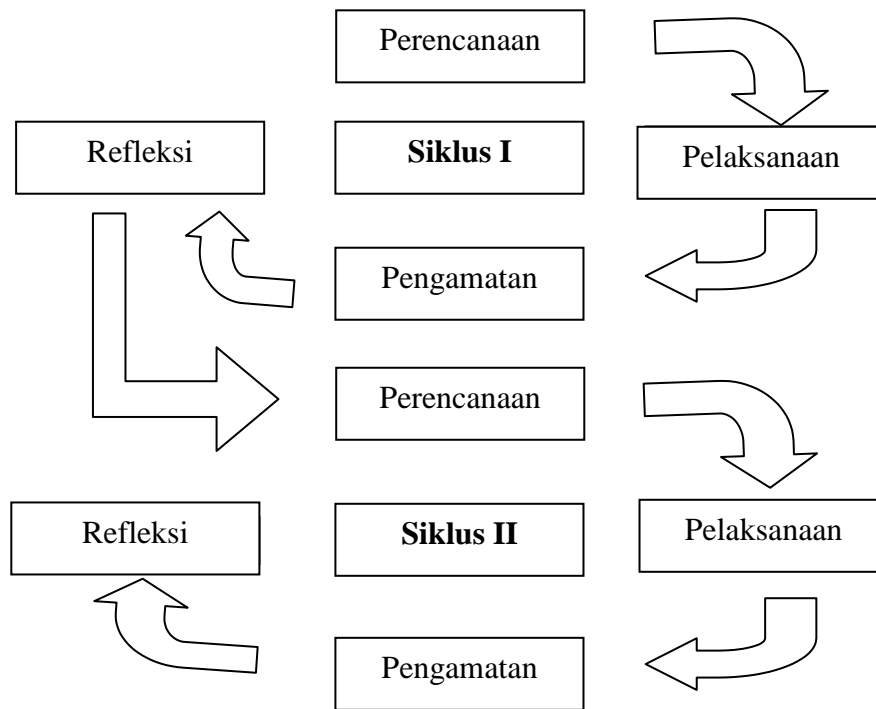 Perencanaan
Refleksi
Siklus I
Pelaksanaan
Pengamatan
Perencanaan
Refleksi
Siklus II
Pelaksanaan
Pengamatan